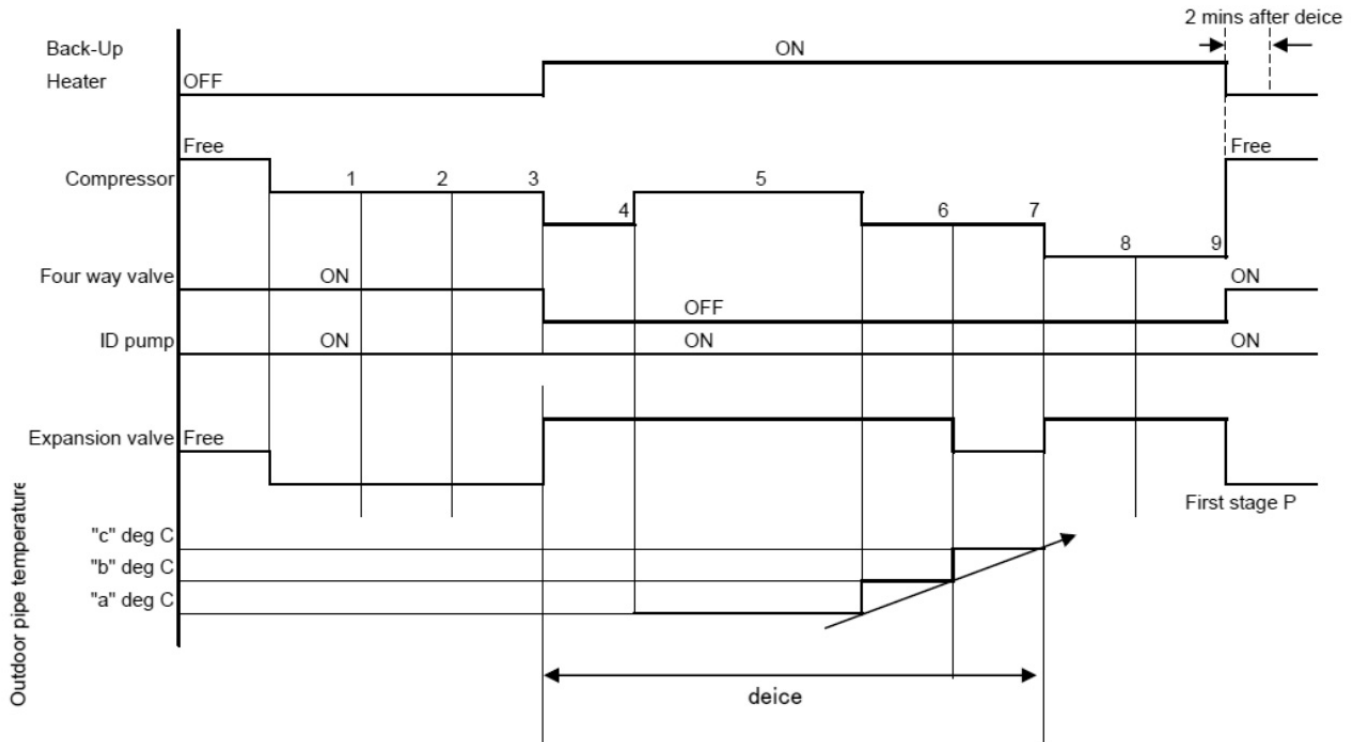 2 mins after deice
Back-Up ON
Heater OFF
Free Free
Compressor 1 2 3 5
4 6 7
8 9
Four way valve ON ON
OFF
ID pump ON ON ON
Expansion valve Free
First stage P
"c" deg C
"b" deg C
"a" deg C
Outdoor pipe temperature
deice